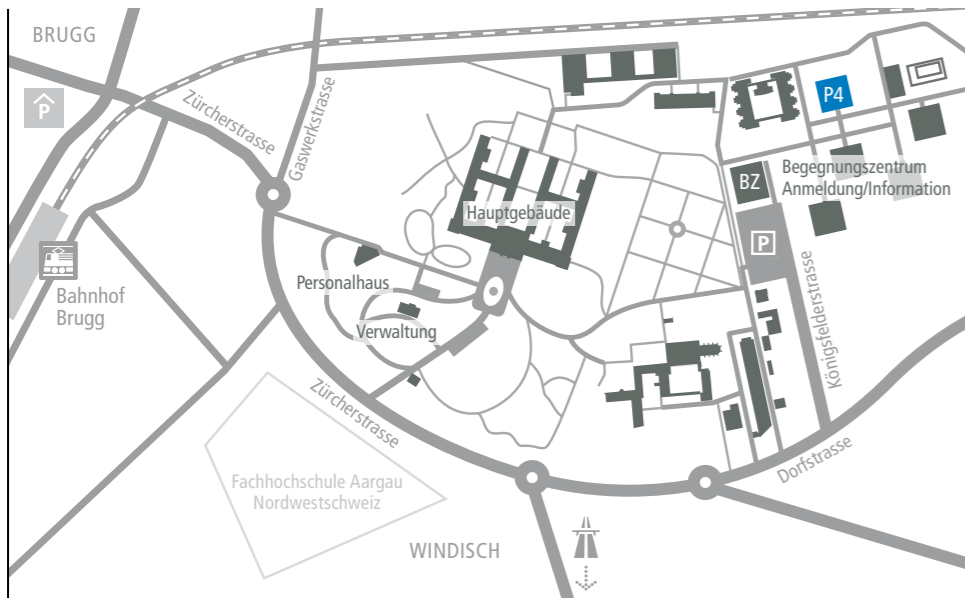 BRUGG
P
Zürcherstrasse
Gaswerkstrasse
P4
BZ
Begegnungszentrum
Anmeldung/Information
Hauptgebäude
P
Personalhaus
Verwaltung
Bahnhof
Brugg
Königsfelderstrasse
Zürcherstrasse
Dorfstrasse
Fachhochschule Aargau
Nordwestschweiz
WINDISCH